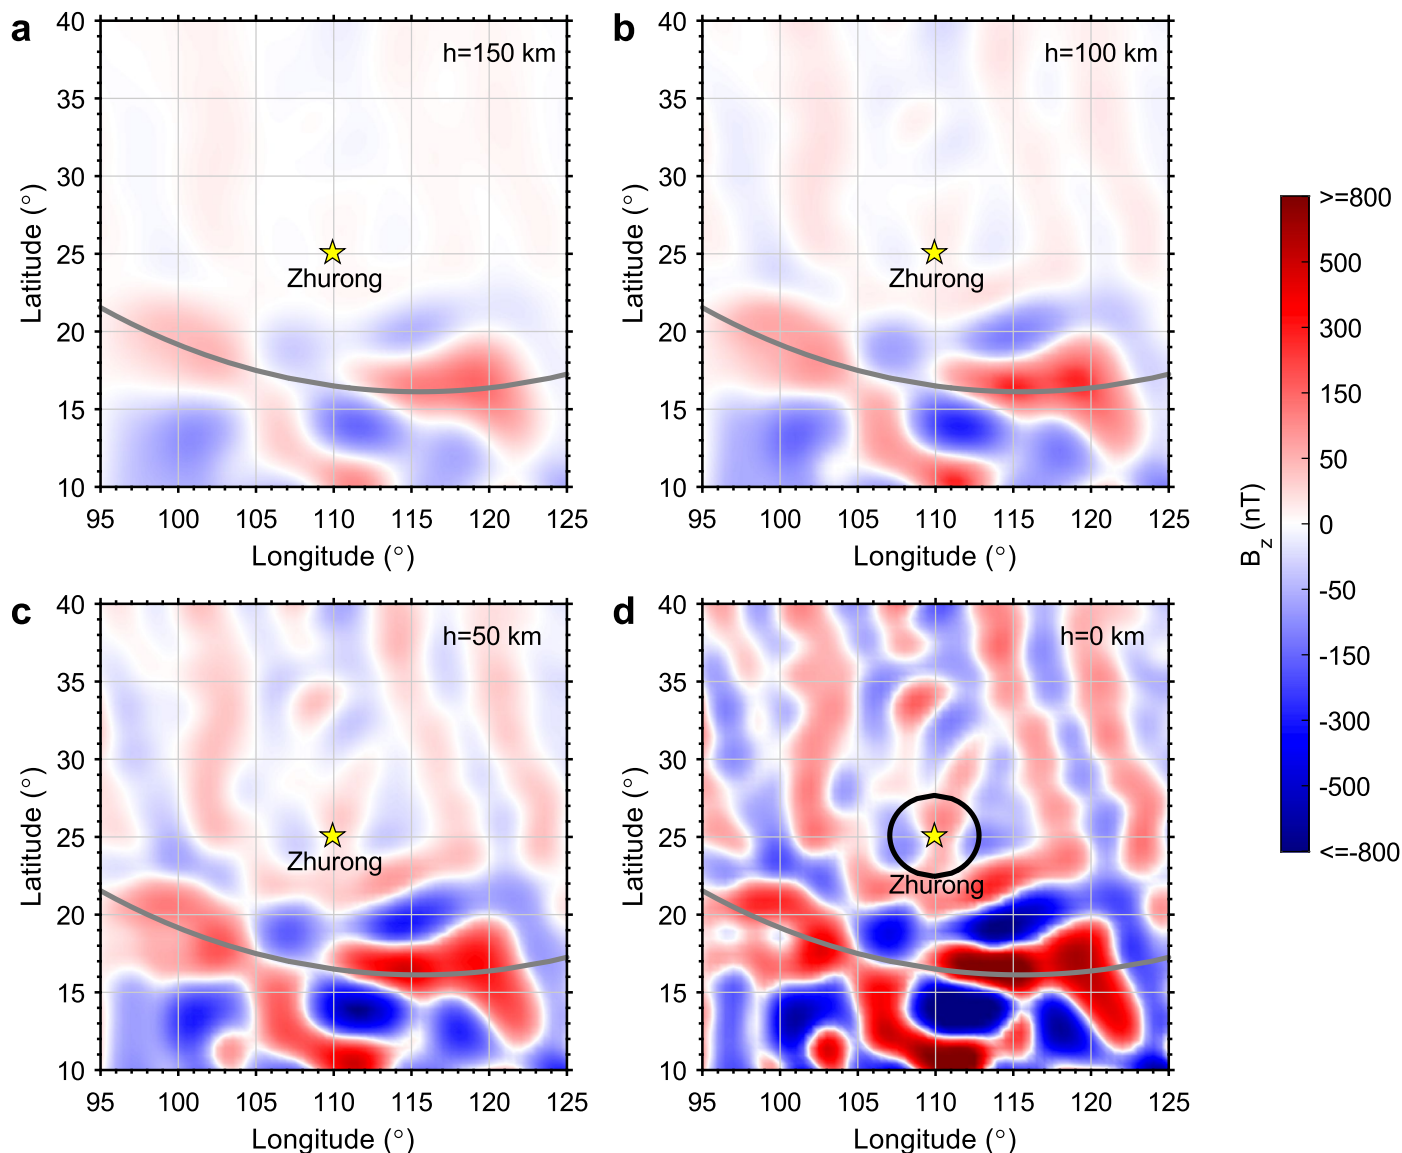 a
h=150 km
40
35
30
25
20
15
10
Latitude (°)
Zhurong
95 100 105 110 115 120 125
Longitude (°)
b
h=100 km
40
35
30
25
20
15
10
Latitude (°)
Zhurong
95 100 105 110 115 120 125
Longitude (°)
c
h=50 km
40
35
30
25
20
15
10
Latitude (°)
Zhurong
95 100 105 110 115 120 125
Longitude (°)
d
h=0 km
40
35
30
25
20
15
10
Latitude (°)
Zhurong
95 100 105 110 115 120 125
Longitude (°)
>=800
500
300
150
50
0
-50
-150
-300
-500
<=-800
Bz (nT)